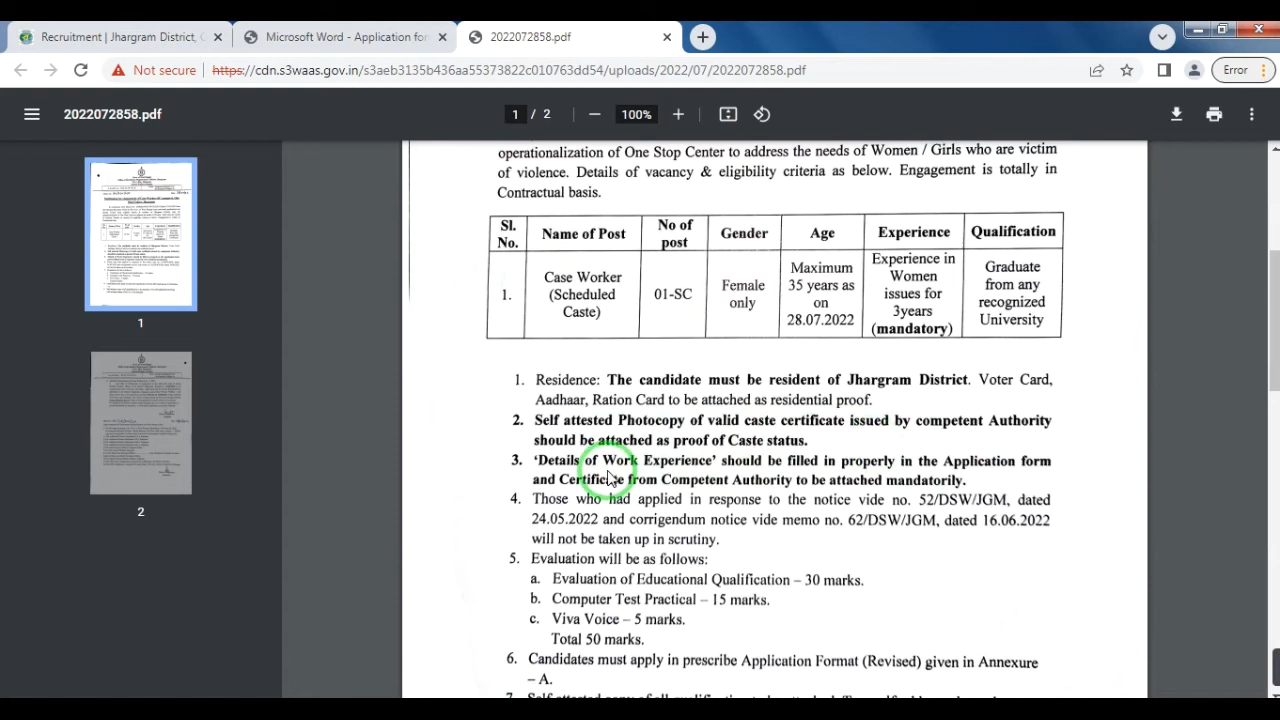 Recruitment | Jhargram District,
Microsoft Word - Application for
2022072858.pdf
Not secure
https://cdn.s3waas.gov.in/s3aeb3135b436aa55373822c010763dd54/uploads/2022/07/2022072858.pdf
Error
2022072858.pdf
1 / 2
100%
1
2
operationalization of One Stop Center to address the needs of Women / Girls who are victim
of violence. Details of vacancy & eligibility criteria as below. Engagement is totally in
Contractual basis.
Sl. No.
Name of Post
No of post
Gender
Age
Experience
Qualification
1.
Case Worker (Scheduled Caste)
01-SC
Female only
Maximum 35 years as on 28.07.2022
Experience in Women issues for 3years (mandatory)
Graduate from any recognized University
1. Residence: The candidate must be resident of Jhargram District. Voter Card,
Aadhaar, Ration Card to be attached as residential proof.
2. Self attested Photocopy of valid caste certificate issued by competent Authority
should be attached as proof of Caste status.
3. 'Details of Work Experience' should be filled in properly in the Application form
and Certificate from Competent Authority to be attached mandatorily.
4. Those who had applied in response to the notice vide no. 52/DSW/JGM, dated
24.05.2022 and corrigendum notice vide memo no. 62/DSW/JGM, dated 16.06.2022
will not be taken up in scrutiny.
5. Evaluation will be as follows:
a. Evaluation of Educational Qualification – 30 marks.
b. Computer Test Practical – 15 marks.
c. Viva Voice – 5 marks.
Total 50 marks.
6. Candidates must apply in prescribe Application Format (Revised) given in Annexure
– A.